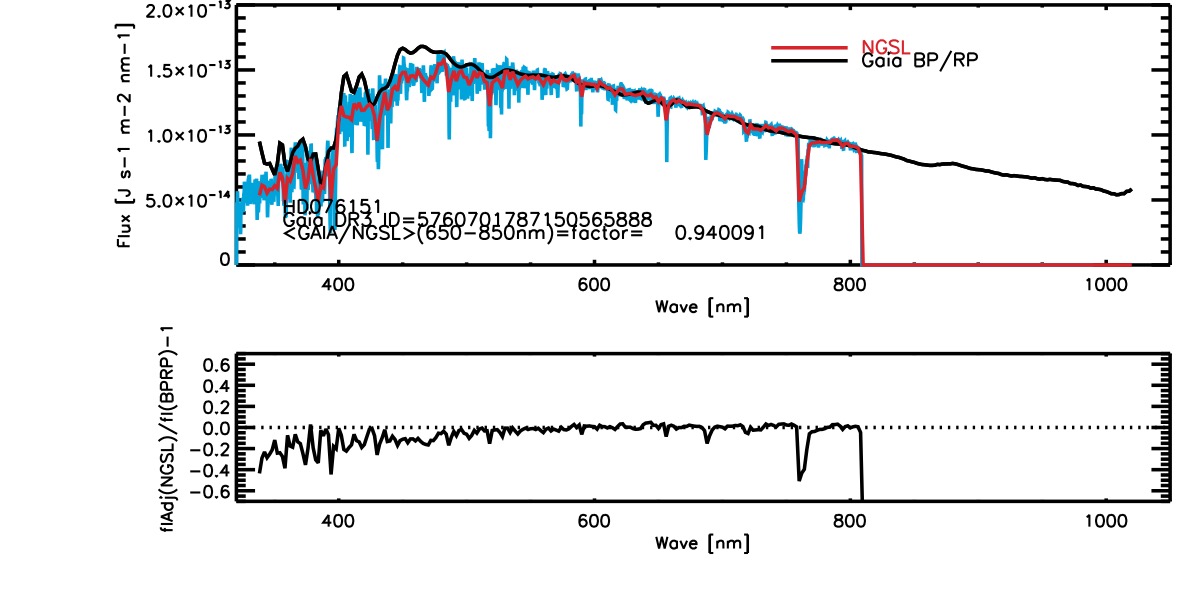 2.0×10−13
1.5×10−13
1.0×10−13
5.0×10−14
0
Flux [J s−1 m−2 nm−1]
NGSL
Gaia BP/RP
HD076151
Gaia DR3 ID=5760701787150565888
<GAIA/NGSL>(650−850nm)=factor= 0.940091
400 600 800 1000
Wave [nm]
flAdj(NGSL)/fl(BPRP)−1
0.6
0.4
0.2
0.0
−0.2
−0.4
−0.6
400 600 800 1000
Wave [nm]